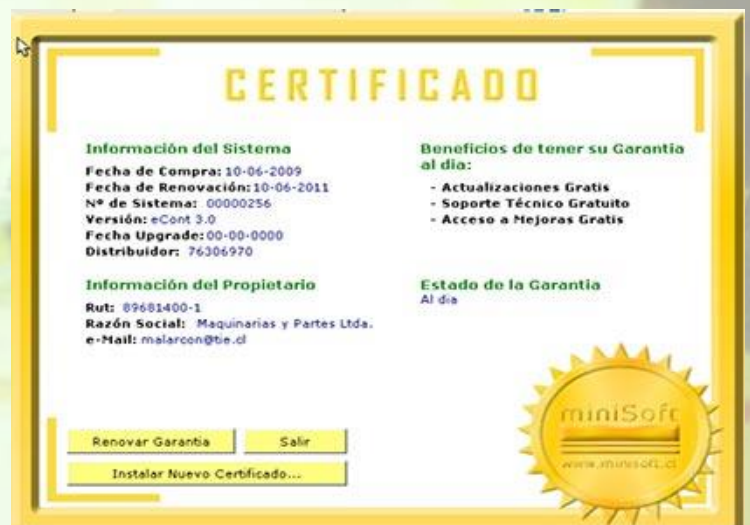 CERTIFICADO
Información del Sistema
Fecha de Compra: 10-06-2009
Fecha de Renovación: 10-06-2011
Nº de Sistema: 00000256
Versión: eCont 3.0
Fecha Upgrade: 00-00-0000
Distribuidor: 76306970
Beneficios de tener su Garantia
al dia:
- Actualizaciones Gratis
- Soporte Técnico Gratuito
- Acceso a Mejoras Gratis
Información del Propietario
Rut: 89681400-1
Razón Social: Maquinarias y Partes Ltda.
e-Mail: malarcon@tie.cl
Estado de la Garantia
Al dia
Renovar Garantia
Salir
Instalar Nuevo Certificado...
miniSoft
www.minisoft.cl